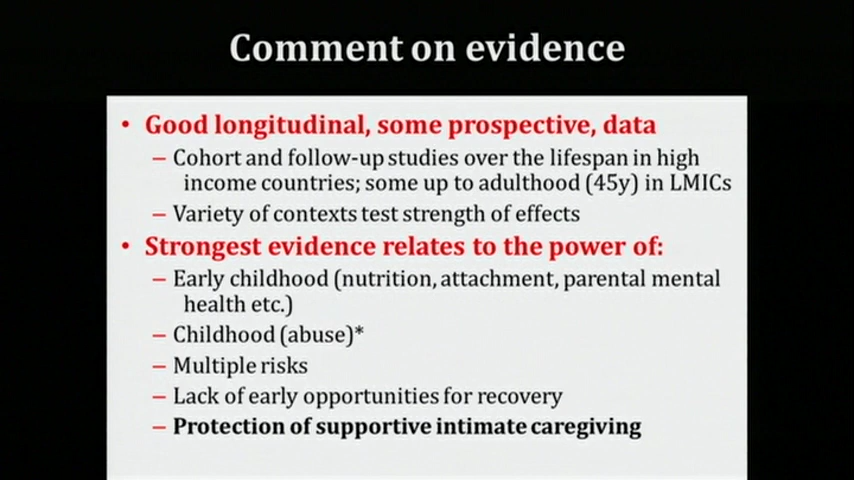 Comment on evidence
• Good longitudinal, some prospective, data
– Cohort and follow-up studies over the lifespan in high
income countries; some up to adulthood (45y) in LMICs
– Variety of contexts test strength of effects
• Strongest evidence relates to the power of:
– Early childhood (nutrition, attachment, parental mental
health etc.)
– Childhood (abuse)*
– Multiple risks
– Lack of early opportunities for recovery
– Protection of supportive intimate caregiving